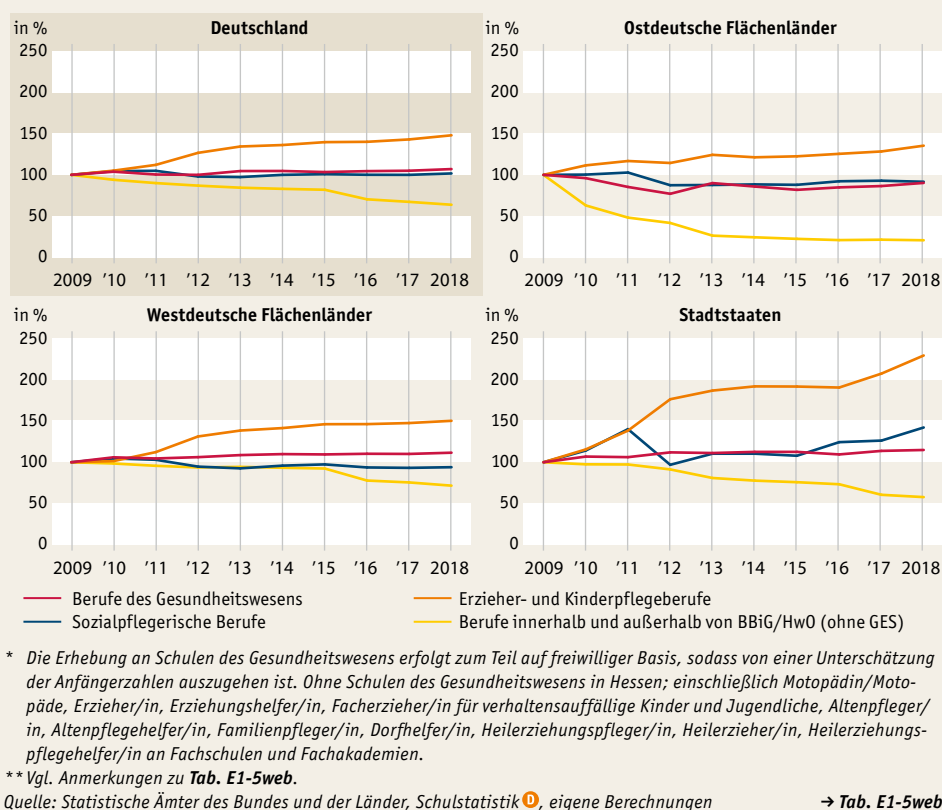 in %
Deutschland
250
200
150
100
50
0
2009 '10 '11 '12 '13 '14 '15 '16 '17 2018
in %
Ostdeutsche Flächenländer
250
200
150
100
50
0
2009 '10 '11 '12 '13 '14 '15 '16 '17 2018
in %
Westdeutsche Flächenländer
250
200
150
100
50
0
2009 '10 '11 '12 '13 '14 '15 '16 '17 2018
in %
Stadtstaaten
250
200
150
100
50
0
2009 '10 '11 '12 '13 '14 '15 '16 '17 2018
Berufe des Gesundheitswesens
Sozialpflegerische Berufe
Erzieher- und Kinderpflegeberufe
Berufe innerhalb und außerhalb von BBiG/HwO (ohne GES)
* Die Erhebung an Schulen des Gesundheitswesens erfolgt zum Teil auf freiwilliger Basis, sodass von einer Unterschätzung
der Anfängerzahlen auszugehen ist. Ohne Schulen des Gesundheitswesens in Hessen; einschließlich Motopädin/Moto-
päde, Erzieher/in, Erziehungshelfer/in, Facherzieher/in für verhaltensauffällige Kinder und Jugendliche, Altenpfleger/
in, Altenpflegehelfer/in, Familienpfleger/in, Dorfhelfer/in, Heilerziehungspfleger/in, Heilerzieher/in, Heilerziehungs-
pflegehelfer/in an Fachschulen und Fachakademien.
** Vgl. Anmerkungen zu Tab. E1-5web.
Quelle: Statistische Ämter des Bundes und der Länder, Schulstatistik D, eigene Berechnungen → Tab. E1-5web